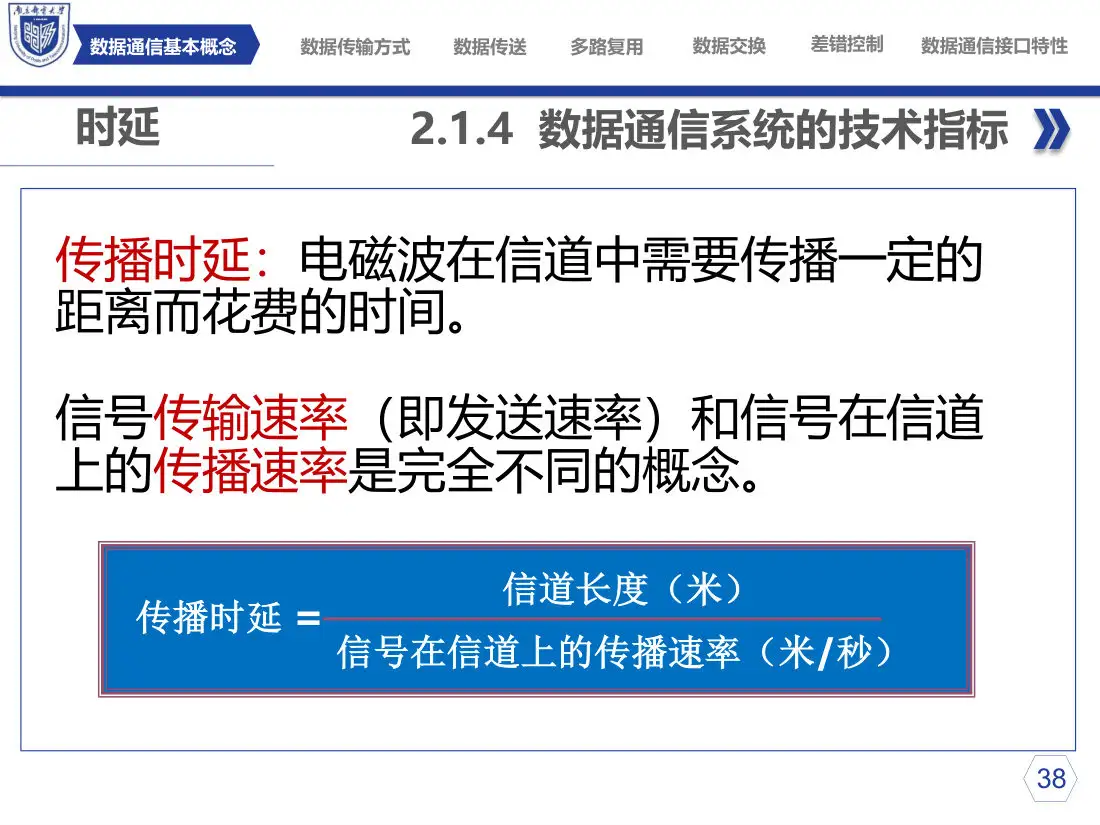 南京邮电大学
数据通信基本概念 数据传输方式 数据传送 多路复用 数据交换 差错控制 数据通信接口特性
时延
2.1.4 数据通信系统的技术指标
传播时延：电磁波在信道中需要传播一定的
距离而花费的时间。
信号传输速率（即发送速率）和信号在信道
上的传播速率是完全不同的概念。
信道长度（米）
传播时延 =
信号在信道上的传播速率（米/秒）
38